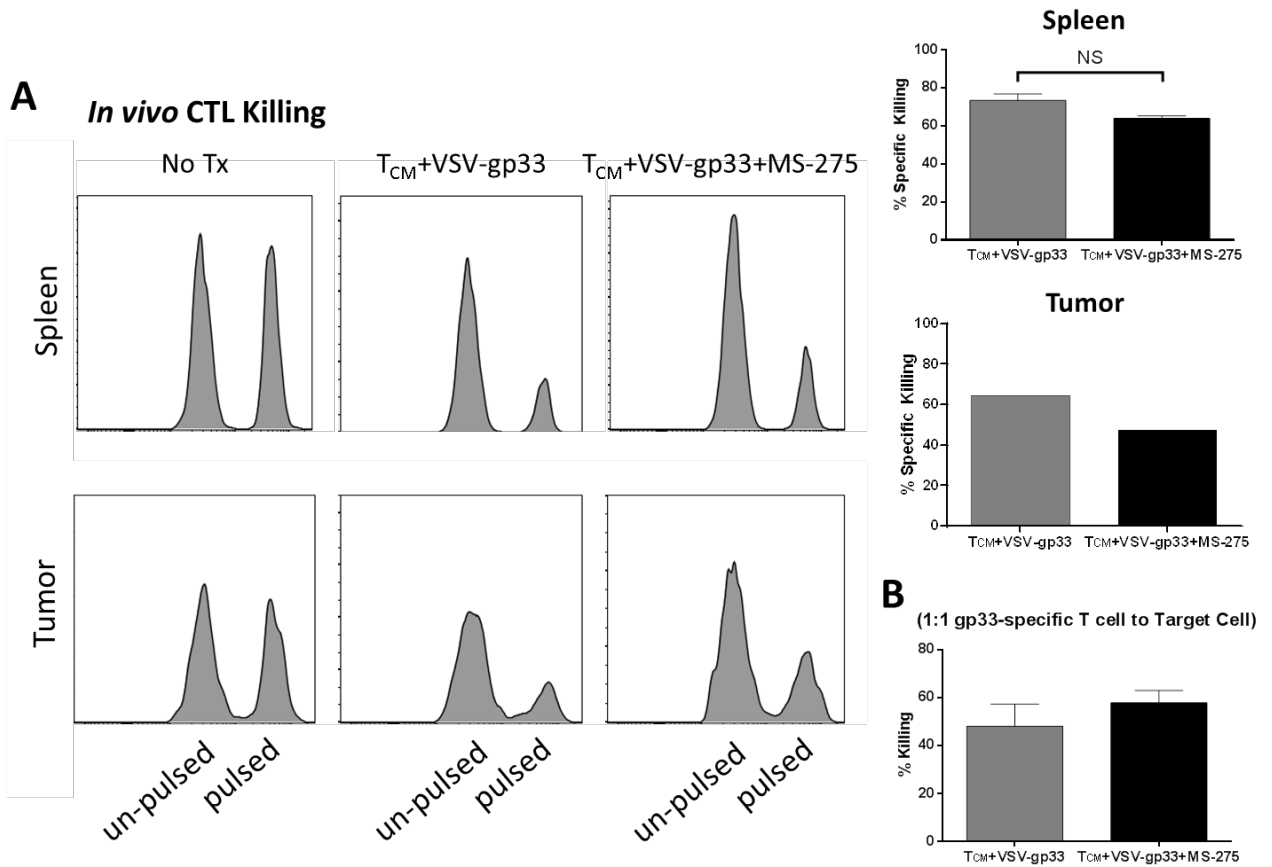 A
In vivo CTL Killing
No Tx
TCM+VSV-gp33
TCM+VSV-gp33+MS-275
Spleen
Tumor
un-pulsed
pulsed
un-pulsed
pulsed
un-pulsed
pulsed
Spleen
NS
% Specific Killing
100
80
60
40
20
0
TCM+VSV-gp33
TCM+VSV-gp33+MS-275
Tumor
% Specific Killing
100
80
60
40
20
0
TCM+VSV-gp33
TCM+VSV-gp33+MS-275
B
(1:1 gp33-specific T cell to Target Cell)
% Killing
80
60
40
20
0
TCM+VSV-gp33
TCM+VSV-gp33+MS-275